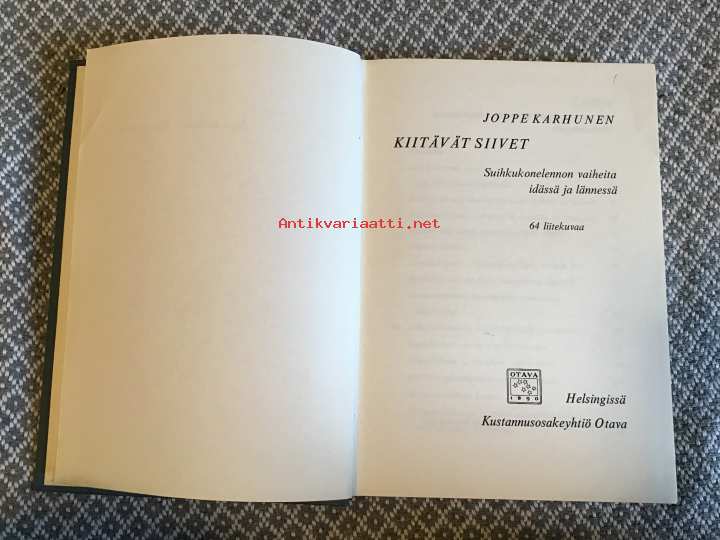 JOPPE KARHUNEN
KIITÄVÄT SIIVET
Suihkukonelennon vaiheita
idässä ja lännessä
64 liitekuvaa
Antikvariaatti.net
OTAVA
1890
Helsingissä
Kustannusosakeyhtiö Otava